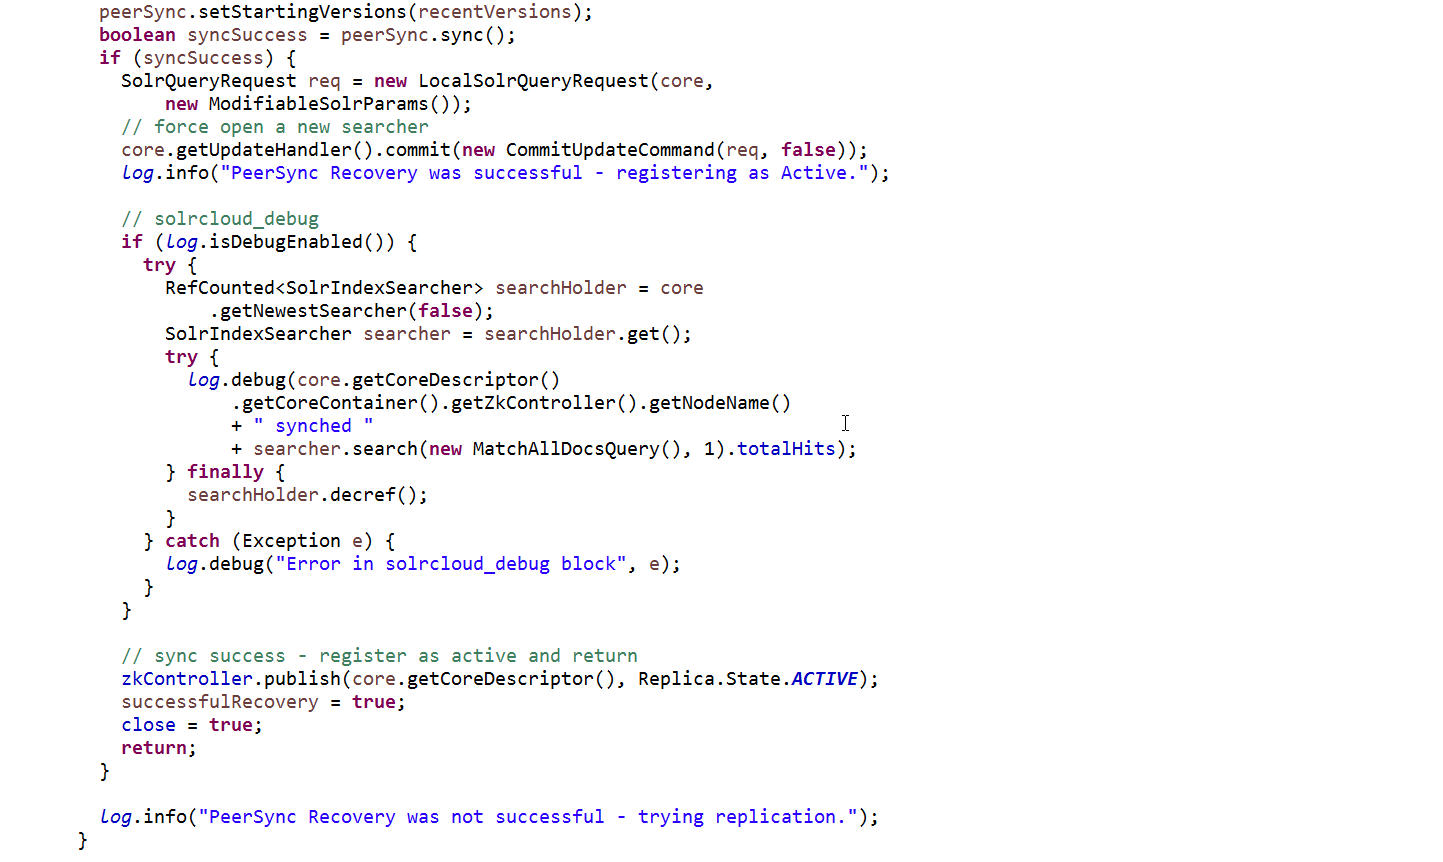 peerSync.setStartingVersions(recentVersions);
boolean syncSuccess = peerSync.sync();
if (syncSuccess) {
SolrQueryRequest req = new LocalSolrQueryRequest(core,
new ModifiableSolrParams());
// force open a new searcher
core.getUpdateHandler().commit(new CommitUpdateCommand(req, false));
log.info("PeerSync Recovery was successful - registering as Active.");
// solrcloud_debug
if (log.isDebugEnabled()) {
try {
RefCounted<SolrIndexSearcher> searchHolder = core
.getNewestSearcher(false);
SolrIndexSearcher searcher = searchHolder.get();
try {
log.debug(core.getCoreDescriptor()
.getCoreContainer().getZkController().getNodeName()
+ " synched "
+ searcher.search(new MatchAllDocsQuery(), 1).totalHits);
} finally {
searchHolder.decref();
}
} catch (Exception e) {
log.debug("Error in solrcloud_debug block", e);
}
}
// sync success - register as active and return
zkController.publish(core.getCoreDescriptor(), Replica.State.ACTIVE);
successfulRecovery = true;
close = true;
return;
}
log.info("PeerSync Recovery was not successful - trying replication.");
}